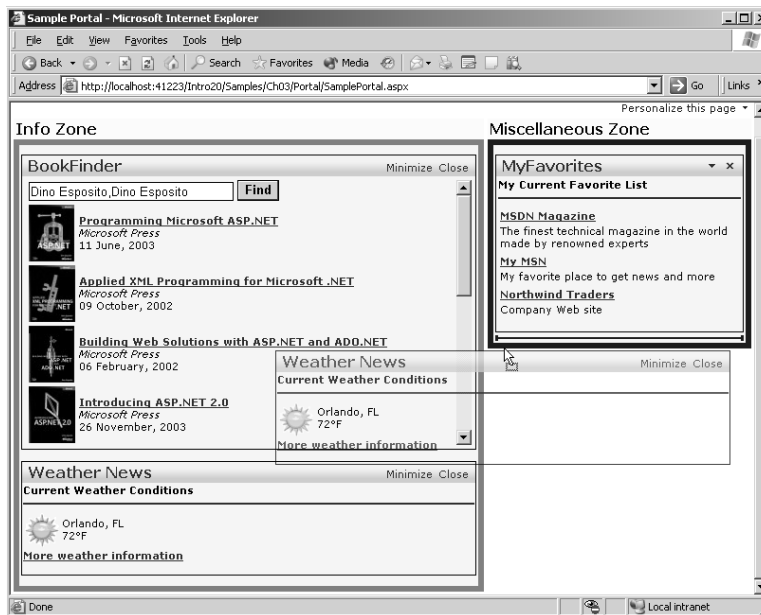 Sample Portal - Microsoft Internet Explorer
File Edit View Favorites Tools Help
Back Search Favorites Media
Address http://localhost:41223/Intro20/Samples/Ch03/Portal/SamplePortal.aspx Go Links
Personalize this page
Info Zone
Miscellaneous Zone
BookFinder Minimize Close
Dino Esposito,Dino Esposito Find
Programming Microsoft ASP.NET
Microsoft Press
11 June, 2003
Applied XML Programming for Microsoft .NET
Microsoft Press
09 October, 2002
Building Web Solutions with ASP.NET and ADO.NET
Microsoft Press
06 February, 2002
Introducing ASP.NET 2.0
Microsoft Press
26 November, 2003
MyFavorites
My Current Favorite List
MSDN Magazine
The finest technical magazine in the world
made by renowned experts
My MSN
My favorite place to get news and more
Northwind Traders
Company Web site
Weather News Minimize Close
Current Weather Conditions
Orlando, FL
72°F
More weather information
Weather News Minimize Close
Current Weather Conditions
Orlando, FL
72°F
More weather information
Done Local intranet